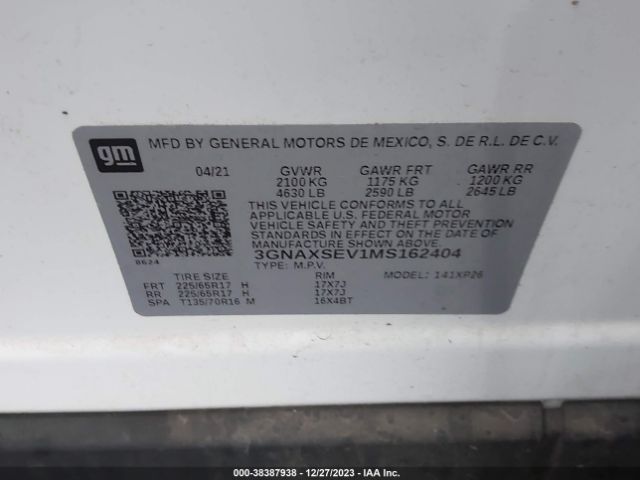 gm
MFD BY GENERAL MOTORS DE MEXICO, S. DE R.L. DE C.V.
04/21 GVWR GAWR FRT GAWR RR
2100 KG 1175 KG 1200 KG
4630 LB 2590 LB 2645 LB
THIS VEHICLE CONFORMS TO ALL
APPLICABLE U.S. FEDERAL MOTOR
VEHICLE SAFETY AND THEFT PREVENTION
STANDARDS IN EFFECT ON THE DATE OF
MANUFACTURE SHOWN ABOVE.
3GNAXSEV1MS162404
8624
TYPE: M.P.V. MODEL: 141XP26
TIRE SIZE RIM
FRT 225/65R17 H 17X7J
RR 225/65R17 H 17X7J
SPA T135/70R16 M 16X4BT
000-38387938 - 12/27/2023 - IAA Inc.